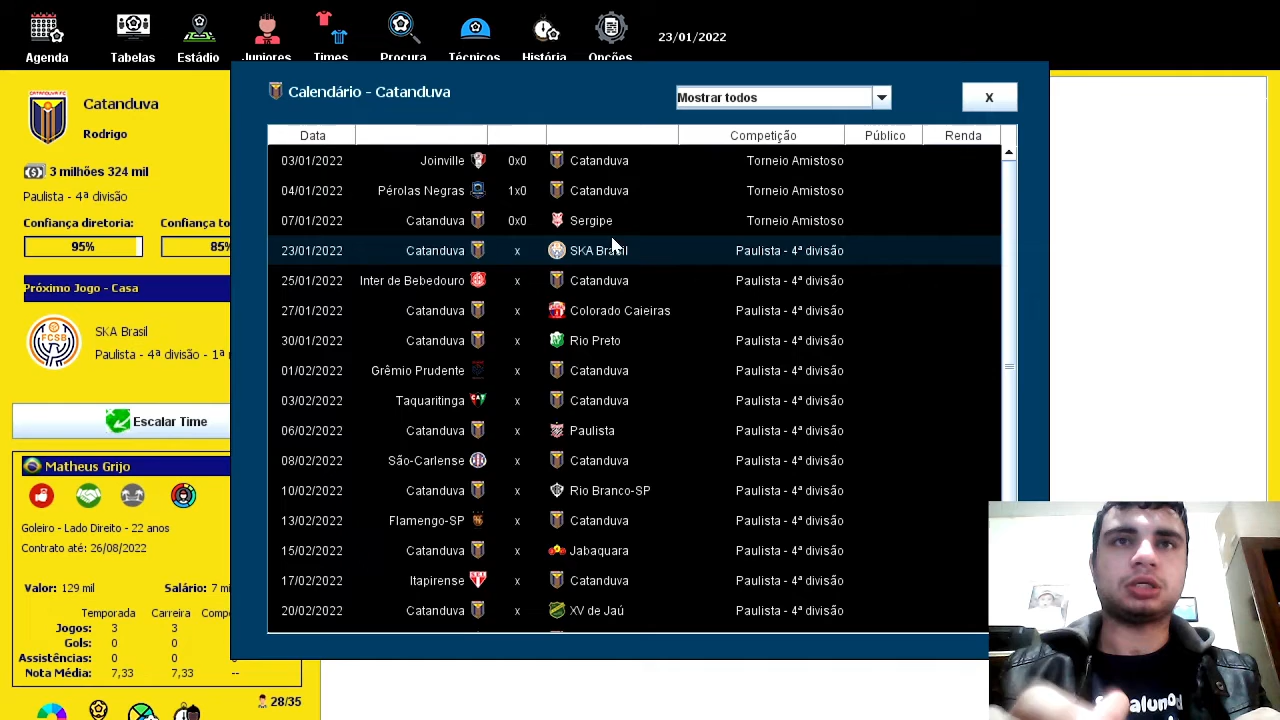 Agenda
Tabelas
Estádio
Juniores
Times
Procura
Técnicos
História
Opções
23/01/2022
CATANDUVA FC
Catanduva
Rodrigo
3 milhões 324 mil
Paulista - 4ª divisão
Confiança diretoria:
Confiança to
95%
85%
Próximo Jogo - Casa
FCSB
SKA Brasil
Paulista - 4ª divisão - 1ª
Escalar Time
Matheus Grijo
Goleiro - Lado Direito - 22 anos
Contrato até: 26/08/2022
Valor: 129 mil
Salário: 7 mi
Temporada Carreira Compe
Jogos: 3 3
Gols: 0 0
Assistências: 0 0
Nota Média: 7,33 7,33 --
28/35
Calendário - Catanduva
Mostrar todos
X
Data Competição Público Renda
03/01/2022 Joinville 0x0 Catanduva Torneio Amistoso
04/01/2022 Pérolas Negras 1x0 Catanduva Torneio Amistoso
07/01/2022 Catanduva 0x0 Sergipe Torneio Amistoso
23/01/2022 Catanduva x SKA Brasil Paulista - 4ª divisão
25/01/2022 Inter de Bebedouro x Catanduva Paulista - 4ª divisão
27/01/2022 Catanduva x Colorado Caieiras Paulista - 4ª divisão
30/01/2022 Catanduva x Rio Preto Paulista - 4ª divisão
01/02/2022 Grêmio Prudente x Catanduva Paulista - 4ª divisão
03/02/2022 Taquaritinga x Catanduva Paulista - 4ª divisão
06/02/2022 Catanduva x Paulista Paulista - 4ª divisão
08/02/2022 São-Carlense x Catanduva Paulista - 4ª divisão
10/02/2022 Catanduva x Rio Branco-SP Paulista - 4ª divisão
13/02/2022 Flamengo-SP x Catanduva Paulista - 4ª divisão
15/02/2022 Catanduva x Jabaquara Paulista - 4ª divisão
17/02/2022 Itapirense x Catanduva Paulista - 4ª divisão
20/02/2022 Catanduva x XV de Jaú Paulista - 4ª divisão